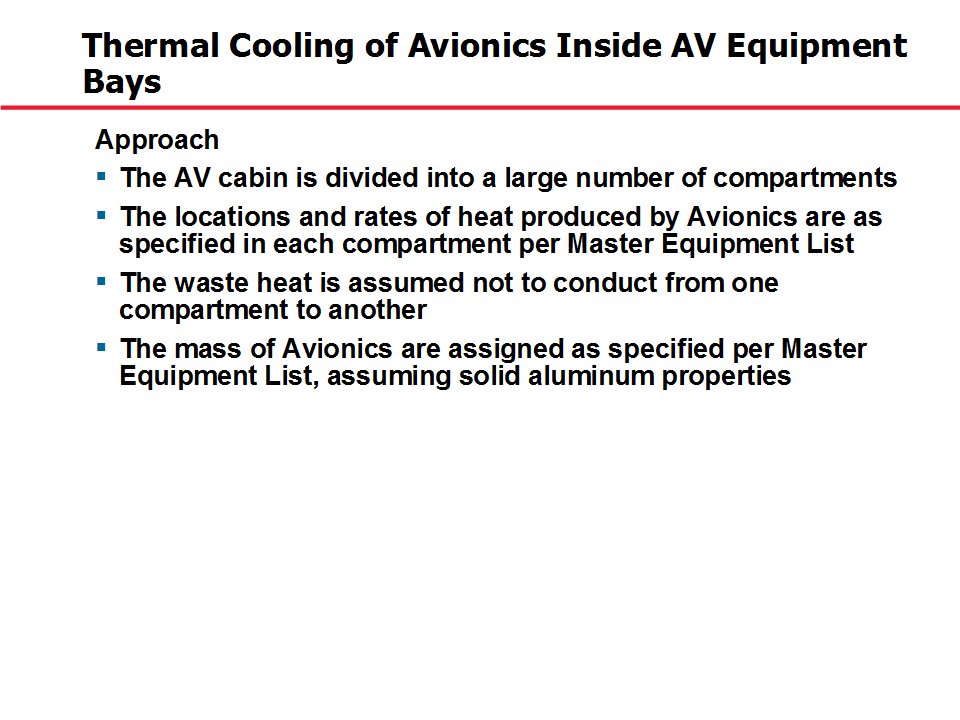 Thermal Cooling of Avionics Inside AV Equipment
Bays
Approach
▪ The AV cabin is divided into a large number of compartments
▪ The locations and rates of heat produced by Avionics are as
specified in each compartment per Master Equipment List
▪ The waste heat is assumed not to conduct from one
compartment to another
▪ The mass of Avionics are assigned as specified per Master
Equipment List, assuming solid aluminum properties